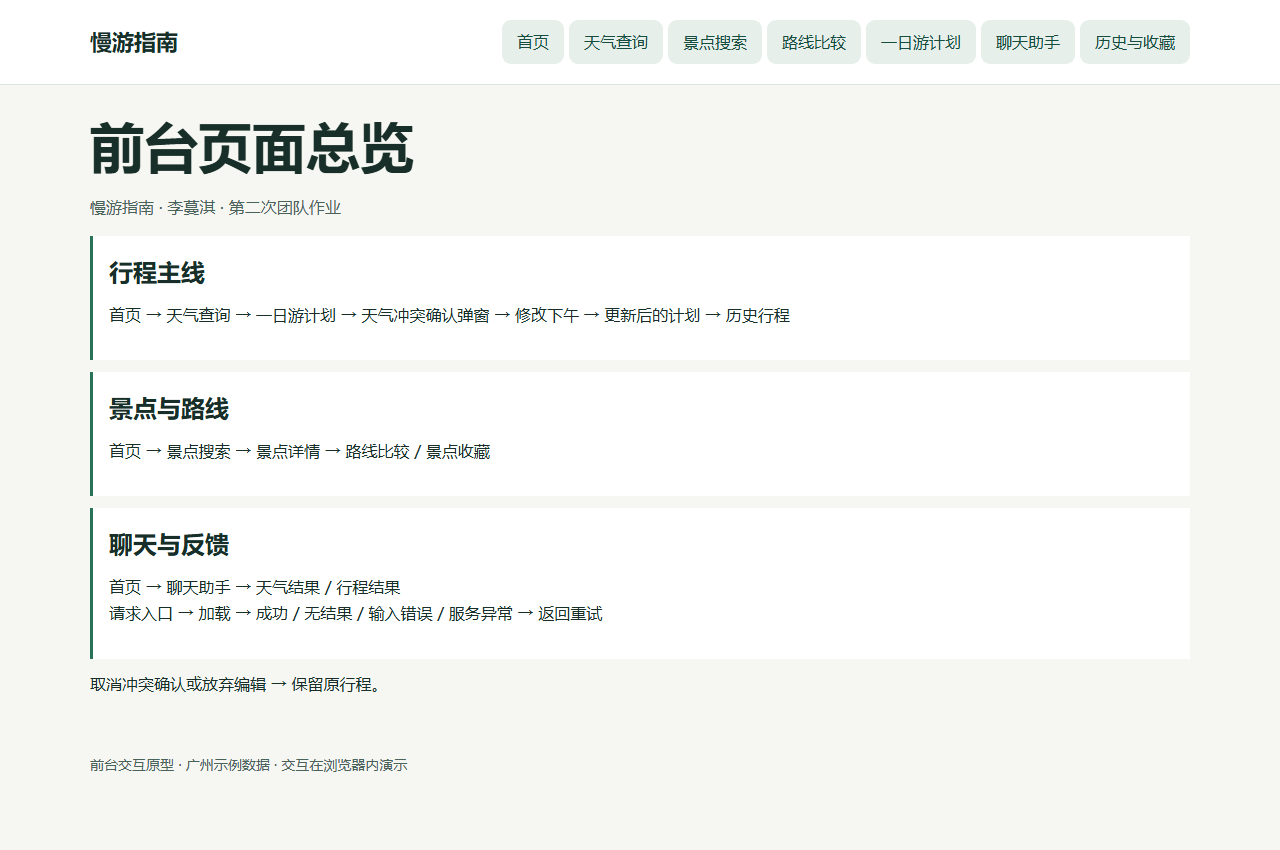 慢游指南
首页
天气查询
景点搜索
路线比较
一日游计划
聊天助手
历史与收藏
前台页面总览
慢游指南 · 李蕞淇 · 第二次团队作业
行程主线
首页 → 天气查询 → 一日游计划 → 天气冲突确认弹窗 → 修改下午 → 更新后的计划 → 历史行程
景点与路线
首页 → 景点搜索 → 景点详情 → 路线比较 / 景点收藏
聊天与反馈
首页 → 聊天助手 → 天气结果 / 行程结果
请求入口 → 加载 → 成功 / 无结果 / 输入错误 / 服务异常 → 返回重试
取消冲突确认或放弃编辑 → 保留原行程。
前台交互原型 · 广州示例数据 · 交互在浏览器内演示